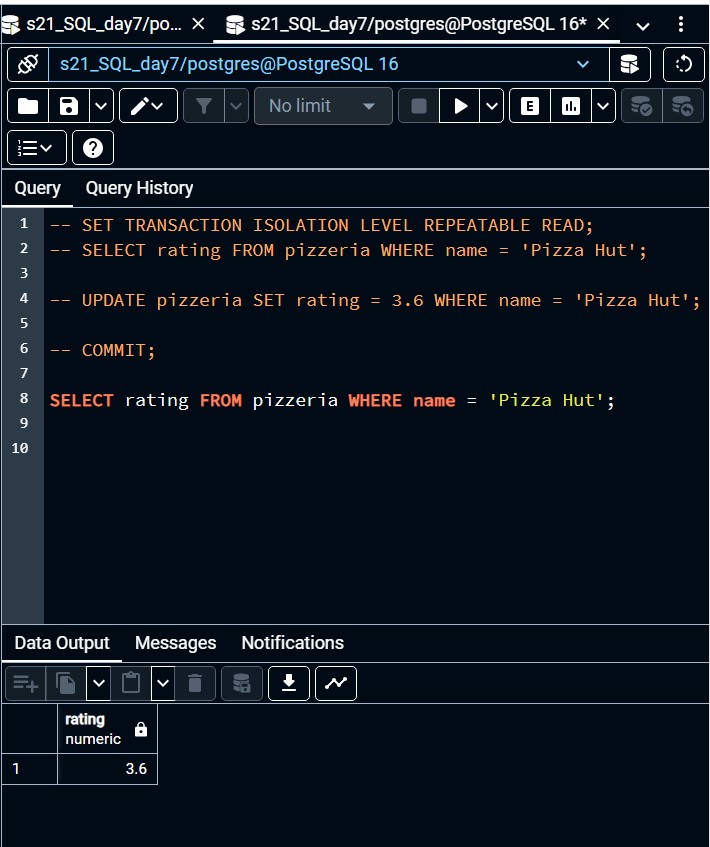 s21_SQL_day7/po... s21_SQL_day7/postgres@PostgreSQL 16*
s21_SQL_day7/postgres@PostgreSQL 16
No limit
E
Query Query History
1 -- SET TRANSACTION ISOLATION LEVEL REPEATABLE READ;
2 -- SELECT rating FROM pizzeria WHERE name = 'Pizza Hut';
3
4 -- UPDATE pizzeria SET rating = 3.6 WHERE name = 'Pizza Hut';
5
6 -- COMMIT;
7
8 SELECT rating FROM pizzeria WHERE name = 'Pizza Hut';
9
10
Data Output Messages Notifications
rating
numeric
1 3.6